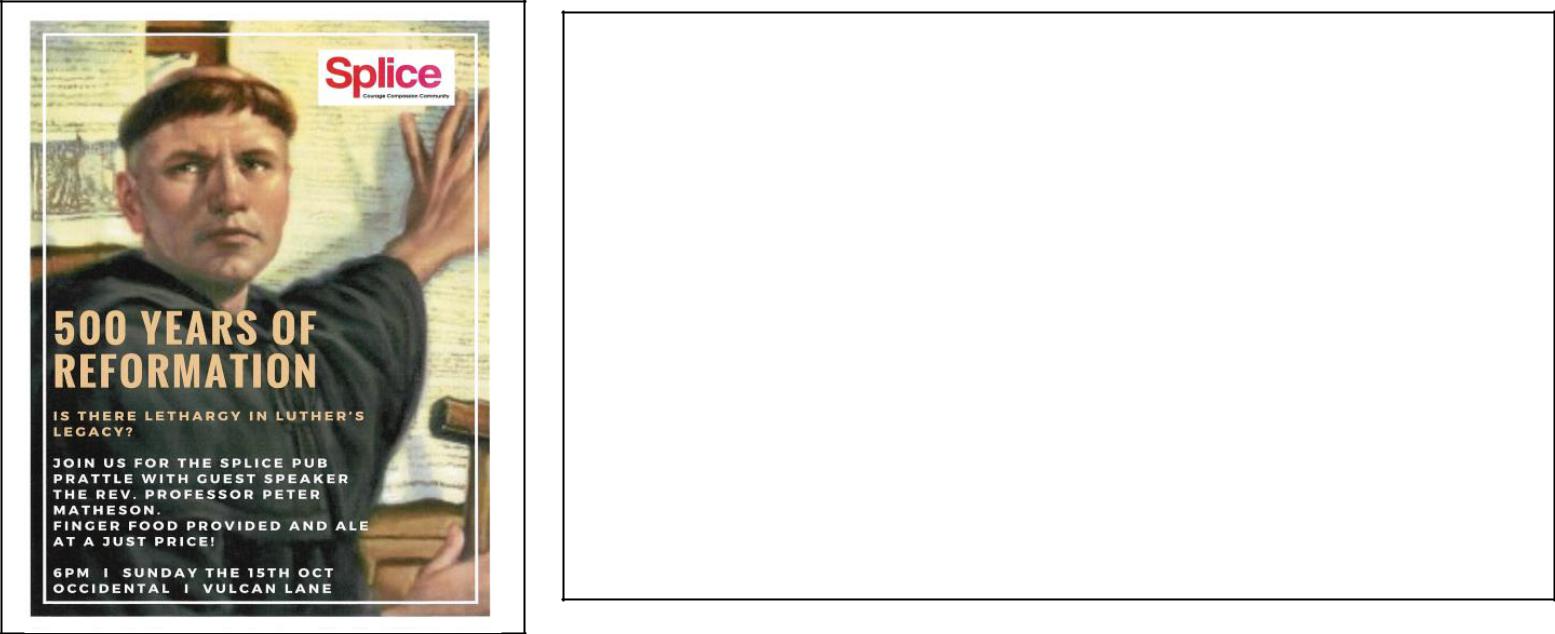 Splice
Courage Compassion Community
500 YEARS OF
REFORMATION
IS THERE LETHARGY IN LUTHER'S
LEGACY?
JOIN US FOR THE SPLICE PUB
PRATTLE WITH GUEST SPEAKER
THE REV. PROFESSOR PETER
MATHESON.
FINGER FOOD PROVIDED AND ALE
AT A JUST PRICE!
6PM I SUNDAY THE 15TH OCT
OCCIDENTAL I VULCAN LANE